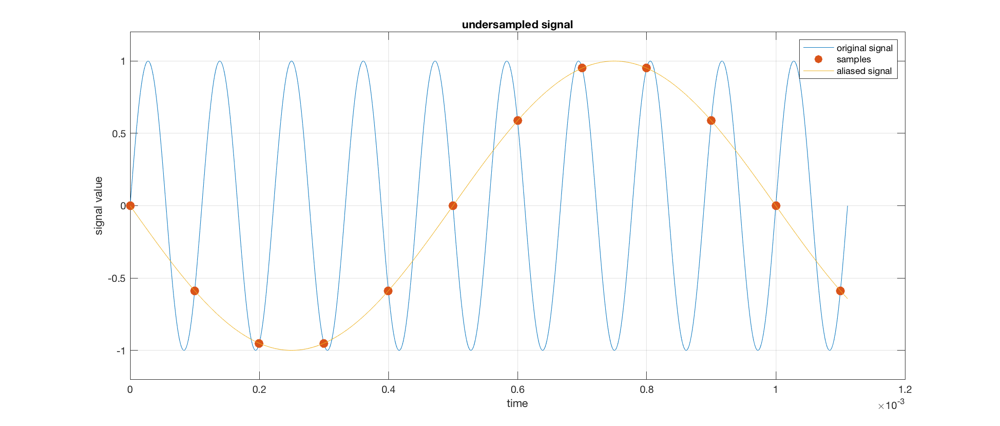 undersampled signal
original signal
samples
aliased signal
1
0.5
0
-0.5
-1
signal value
0 0.2 0.4 0.6 0.8 1 1.2
time
×10⁻³